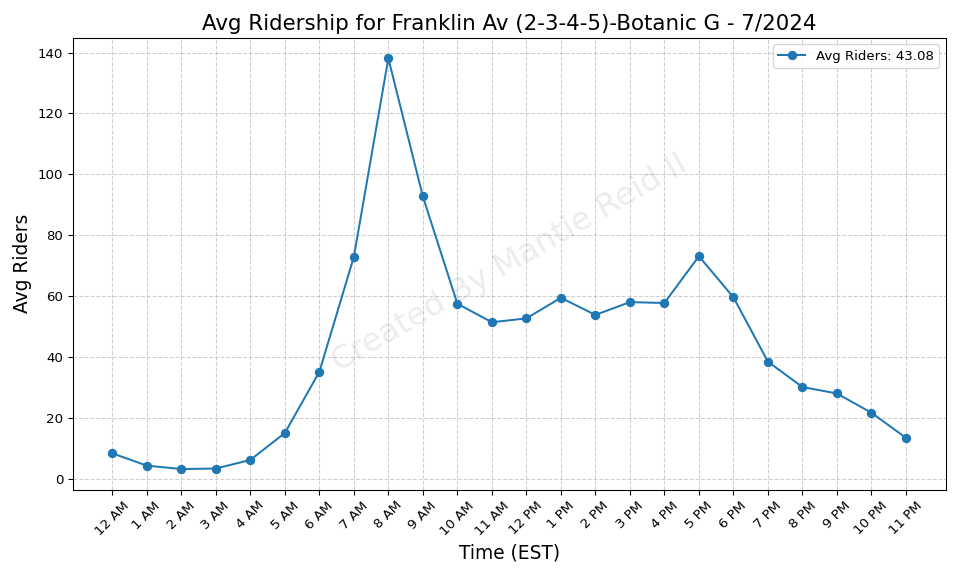 Avg Ridership for Franklin Av (2-3-4-5)-Botanic G - 7/2024
Avg Riders: 43.08
140
120
100
80
60
40
20
0
Avg Riders
Created By Mantie Reid II
12 AM
1 AM
2 AM
3 AM
4 AM
5 AM
6 AM
7 AM
8 AM
9 AM
10 AM
11 AM
12 PM
1 PM
2 PM
3 PM
4 PM
5 PM
6 PM
7 PM
8 PM
9 PM
10 PM
11 PM
Time (EST)